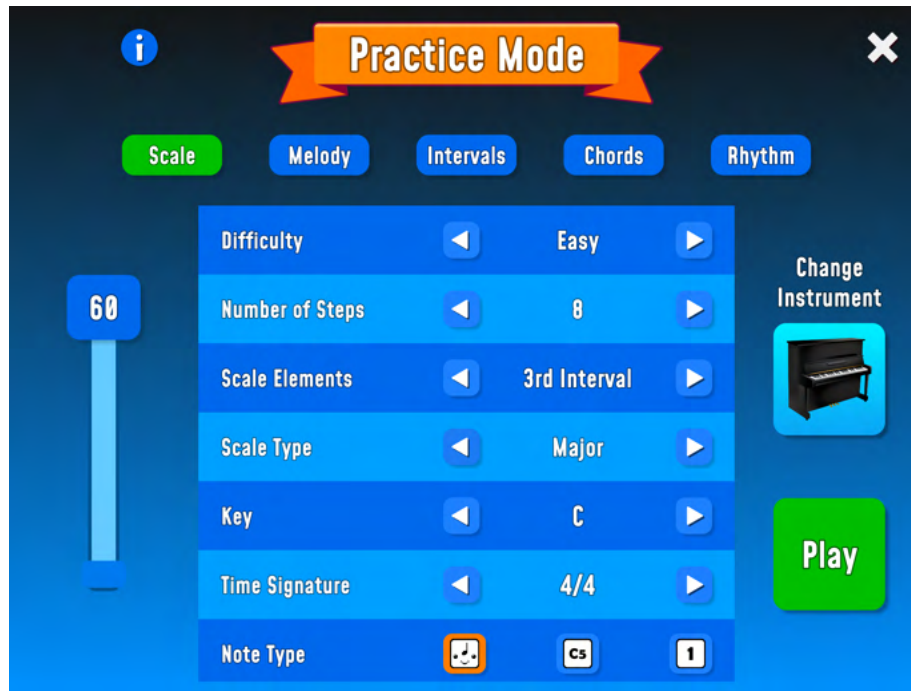 i
Practice Mode
Scale
Melody
Intervals
Chords
Rhythm
60
Difficulty
Easy
Number of Steps
8
Scale Elements
3rd Interval
Scale Type
Major
Key
C
Time Signature
4/4
Note Type
C5
1
Change
Instrument
Play